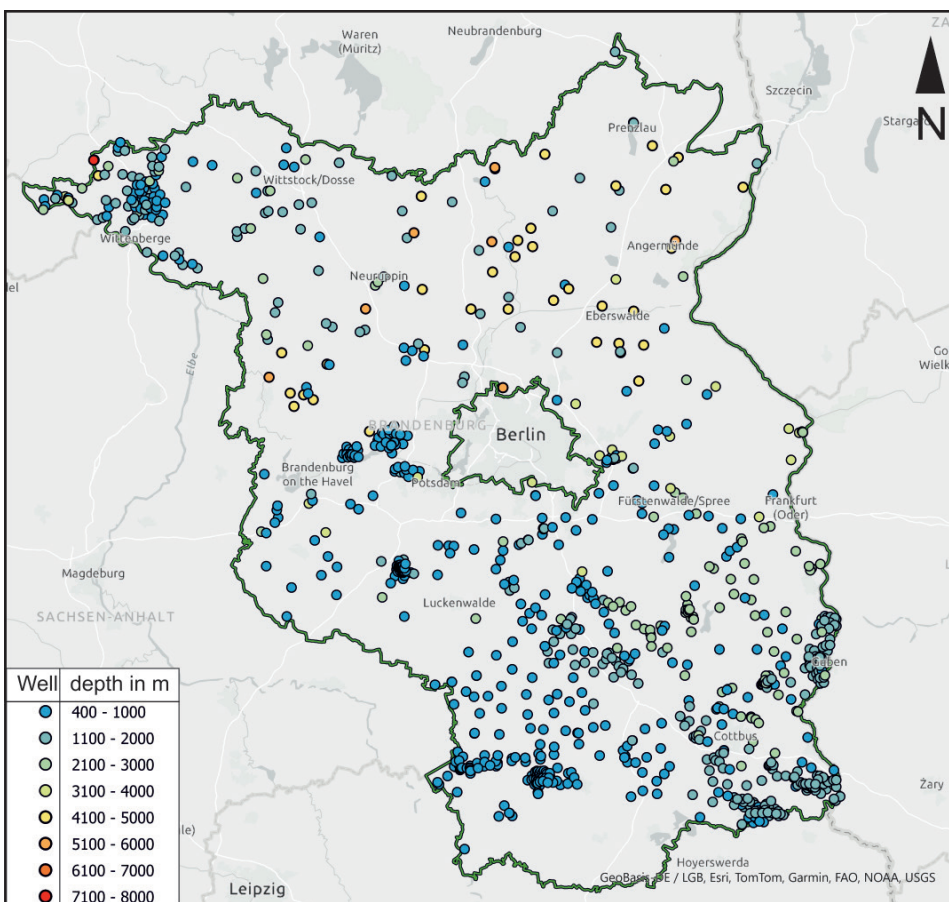 ZA
Waren
(Müritz)
Neubrandenburg
Szczecin
N
Prenzlau
Wittstock/Dosse
Wittenberge
Angermünde
del
Neuruppin
Eberswalde
Go
Wielk
Elbe
BRANDENBURG
Berlin
Brandenburg
on the Havel
Potsdam
Fürstenwalde/Spree
Frankfurt
(Oder)
Magdeburg
Luckenwalde
SACHSEN-ANHALT
Guben
Well depth in m
400 - 1000
1100 - 2000
Cottbus
2100 - 3000
3100 - 4000
Żary
4100 - 5000
5100 - 6000
ale)
6100 - 7000
Hoyerswerda
GeoBasis-DE / LGB, Esri, TomTom, Garmin, FAO, NOAA, USGS
Leipzig
7100 - 8000